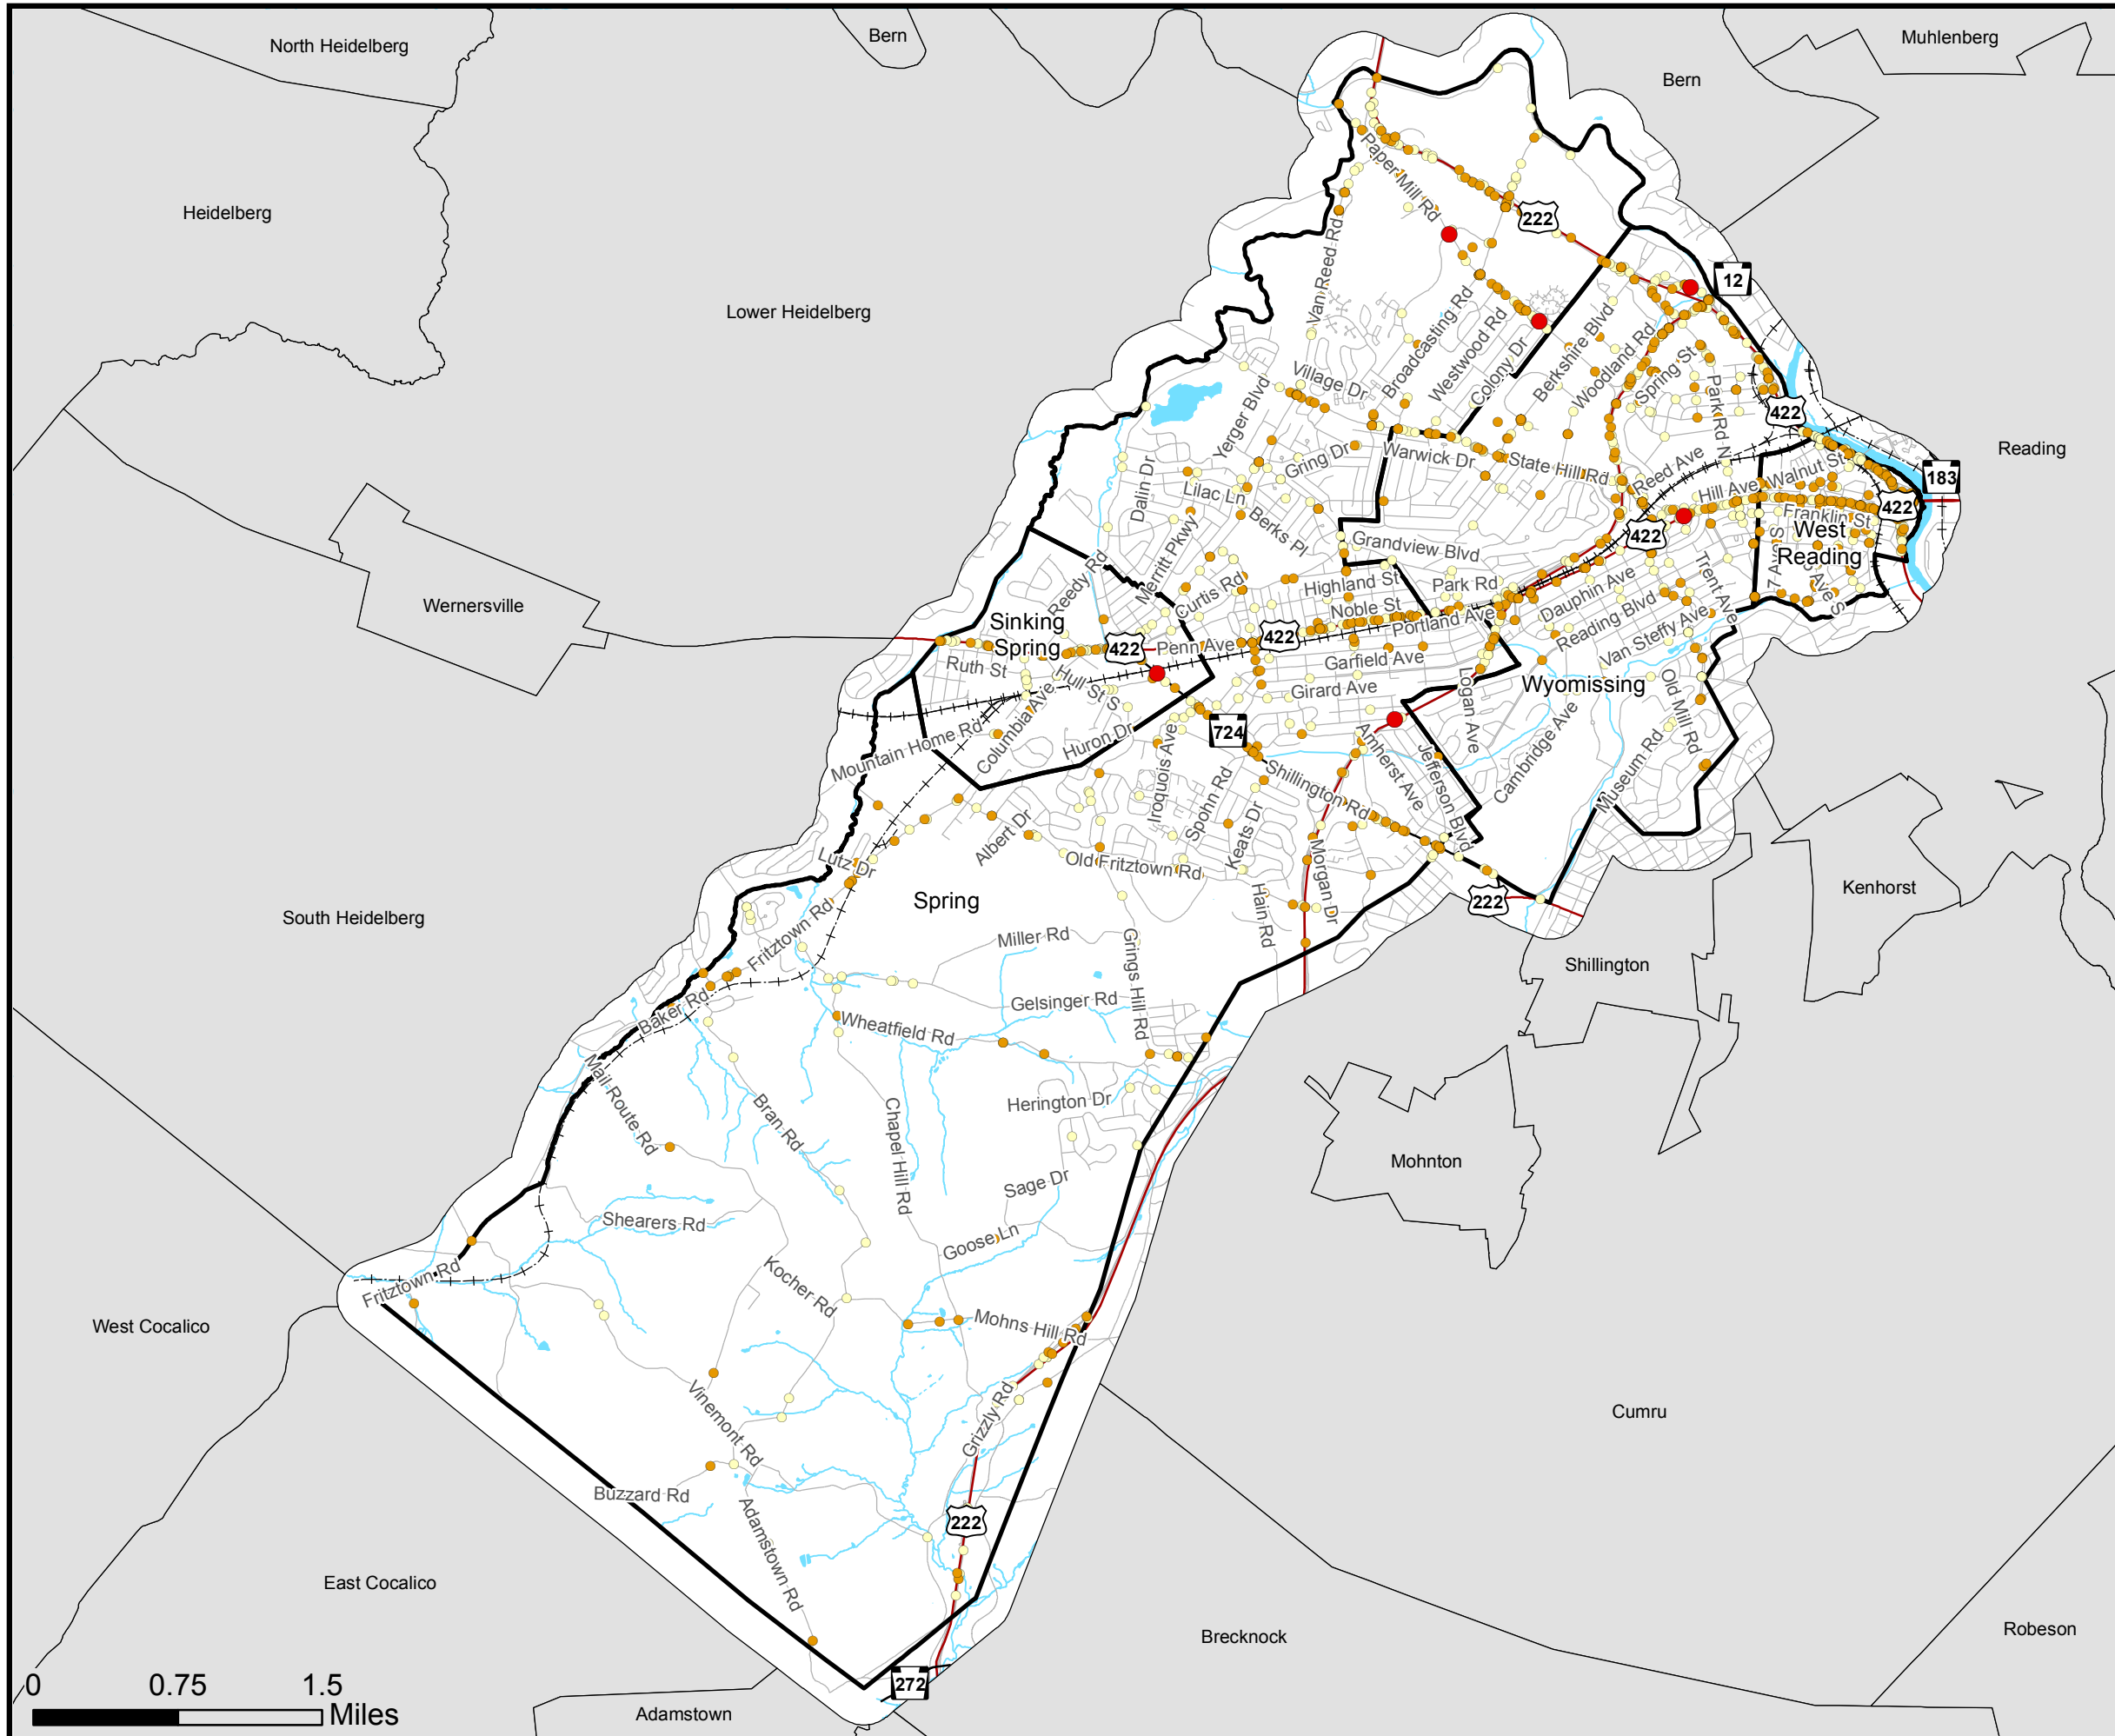 North Heidelberg
Bern
Muhlenberg
Bern
Heidelberg
Paper Mill Rd
222
12
Lower Heidelberg
Van Reed Rd
Broadcasting Rd
Westwood Rd
Colony Dr
Berkshire Blvd
Woodland Rd
Spring St
Park Rd N
Village Dr
Yerger Blvd
422
Reading
Gring Dr
Warwick Dr
State Hill Rd
Reed Ave
Hill Ave
Walnut St
183
Dalin Dr
Lilac Ln
Berks Pl
Franklin St
422
West
Reading
422
Grandview Blvd
Merritt Pkwy
Reedy Rd
Curtis Rd
Highland St
Park Rd
Noble St
Portland Ave
Dauphin Ave
Reading Blvd
Trent Ave
Van Steffy Ave
Wernersville
Sinking
Spring
422
Penn Ave
422
Garfield Ave
Ruth St
Hull St S
Girard Ave
Logan Ave
Wyomissing
Old Mill Rd
Columbia Ave
Mountain Home Rd
Huron Dr
724
Iroquois Ave
Spohn Rd
Keats Dr
Shillington Rd
Amherst Ave
Jefferson Blvd
Cambridge Ave
Museum Rd
Albert Dr
Lutz Dr
Old Fritztown Rd
Hain Rd
Morgan Dr
222
Kenhorst
Spring
South Heidelberg
Fritztown Rd
Miller Rd
Grings Hill Rd
Shillington
Baker Rd
Gelsinger Rd
Wheatfield Rd
Mail Route Rd
Bran Rd
Chapel Hill Rd
Herington Dr
Mohnton
Sage Dr
Shearers Rd
Goose Ln
Fritztown Rd
Kocher Rd
West Cocalico
Mohns Hill Rd
Vinemont Rd
Grizzly Rd
Cumru
Buzzard Rd
Adamstown Rd
222
East Cocalico
Brecknock
Robeson
272
Adamstown
0 0.75 1.5
Miles